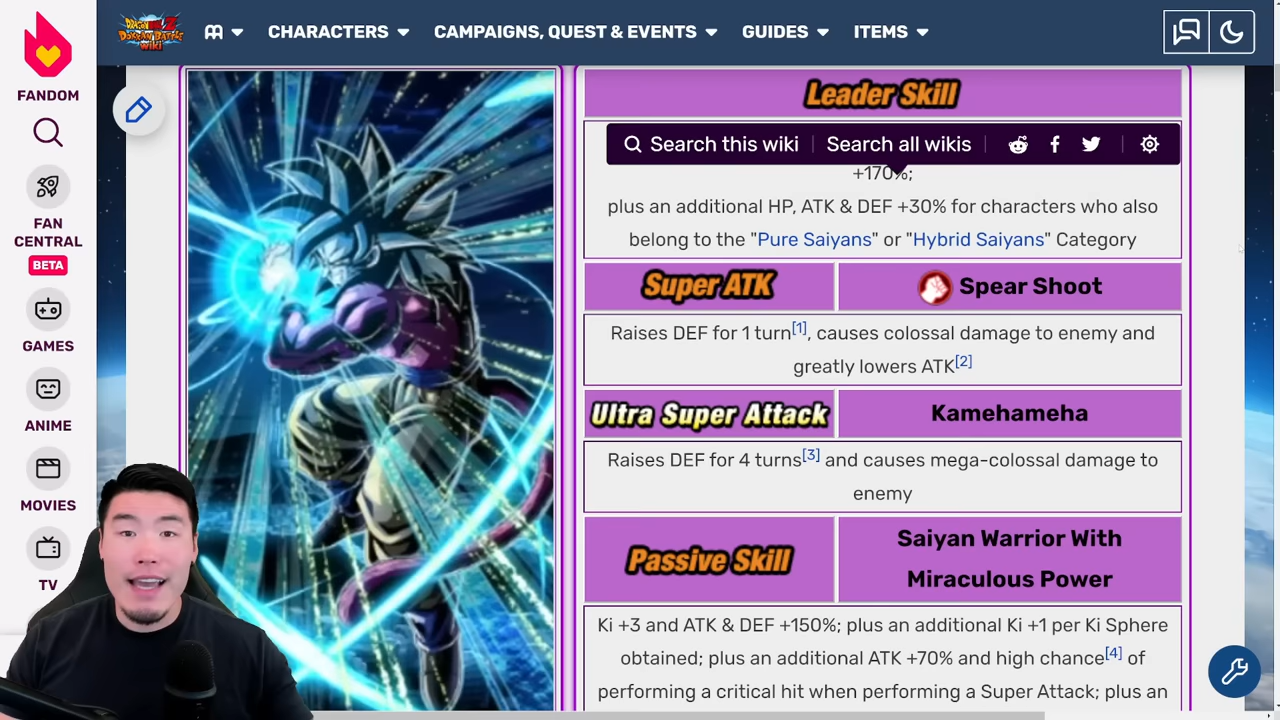 DRAGON BALL Z
DOKKAN BATTLE
WIKI
CHARACTERS
CAMPAIGNS, QUEST & EVENTS
GUIDES
ITEMS
FANDOM
FAN
CENTRAL
BETA
GAMES
ANIME
MOVIES
TV
Leader Skill
Search this wiki
Search all wikis
+170%;
plus an additional HP, ATK & DEF +30% for characters who also
belong to the "Pure Saiyans" or "Hybrid Saiyans" Category
Super ATK
Spear Shoot
Raises DEF for 1 turn[1], causes colossal damage to enemy and
greatly lowers ATK[2]
Ultra Super Attack
Kamehameha
Raises DEF for 4 turns[3] and causes mega-colossal damage to
enemy
Passive Skill
Saiyan Warrior With
Miraculous Power
Ki +3 and ATK & DEF +150%; plus an additional Ki +1 per Ki Sphere
obtained; plus an additional ATK +70% and high chance[4] of
performing a critical hit when performing a Super Attack; plus an